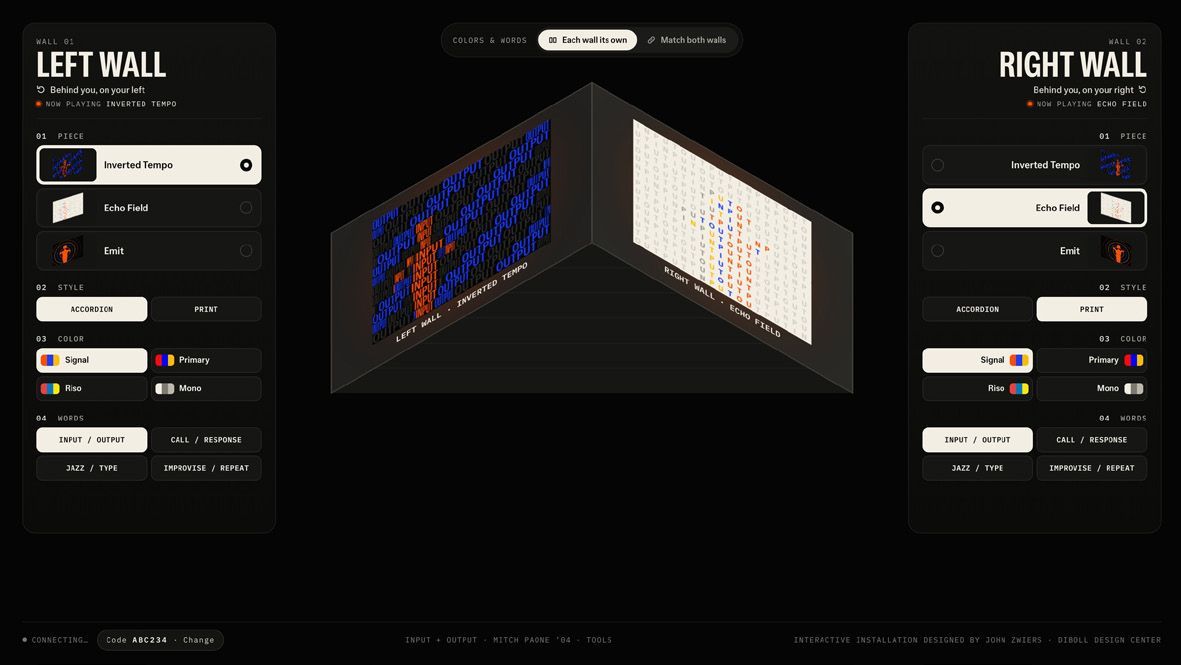 WALL 01
LEFT WALL
Behind you, on your left
NOW PLAYING INVERTED TEMPO
01 PIECE
Inverted Tempo
Echo Field
Emit
02 STYLE
ACCORDION
PRINT
03 COLOR
Signal
Primary
Riso
Mono
04 WORDS
INPUT / OUTPUT
CALL / RESPONSE
JAZZ / TYPE
IMPROVISE / REPEAT
COLORS & WORDS
Each wall its own
Match both walls
LEFT WALL · INVERTED TEMPO
RIGHT WALL · ECHO FIELD
WALL 02
RIGHT WALL
Behind you, on your right
NOW PLAYING ECHO FIELD
01 PIECE
Inverted Tempo
Echo Field
Emit
02 STYLE
ACCORDION
PRINT
03 COLOR
Signal
Primary
Riso
Mono
04 WORDS
INPUT / OUTPUT
CALL / RESPONSE
JAZZ / TYPE
IMPROVISE / REPEAT
CONNECTING…
Code ABC234 · Change
INPUT + OUTPUT · MITCH PAONE '04 · TOOLS
INTERACTIVE INSTALLATION DESIGNED BY JOHN ZWIERS · DIBOLL DESIGN CENTER